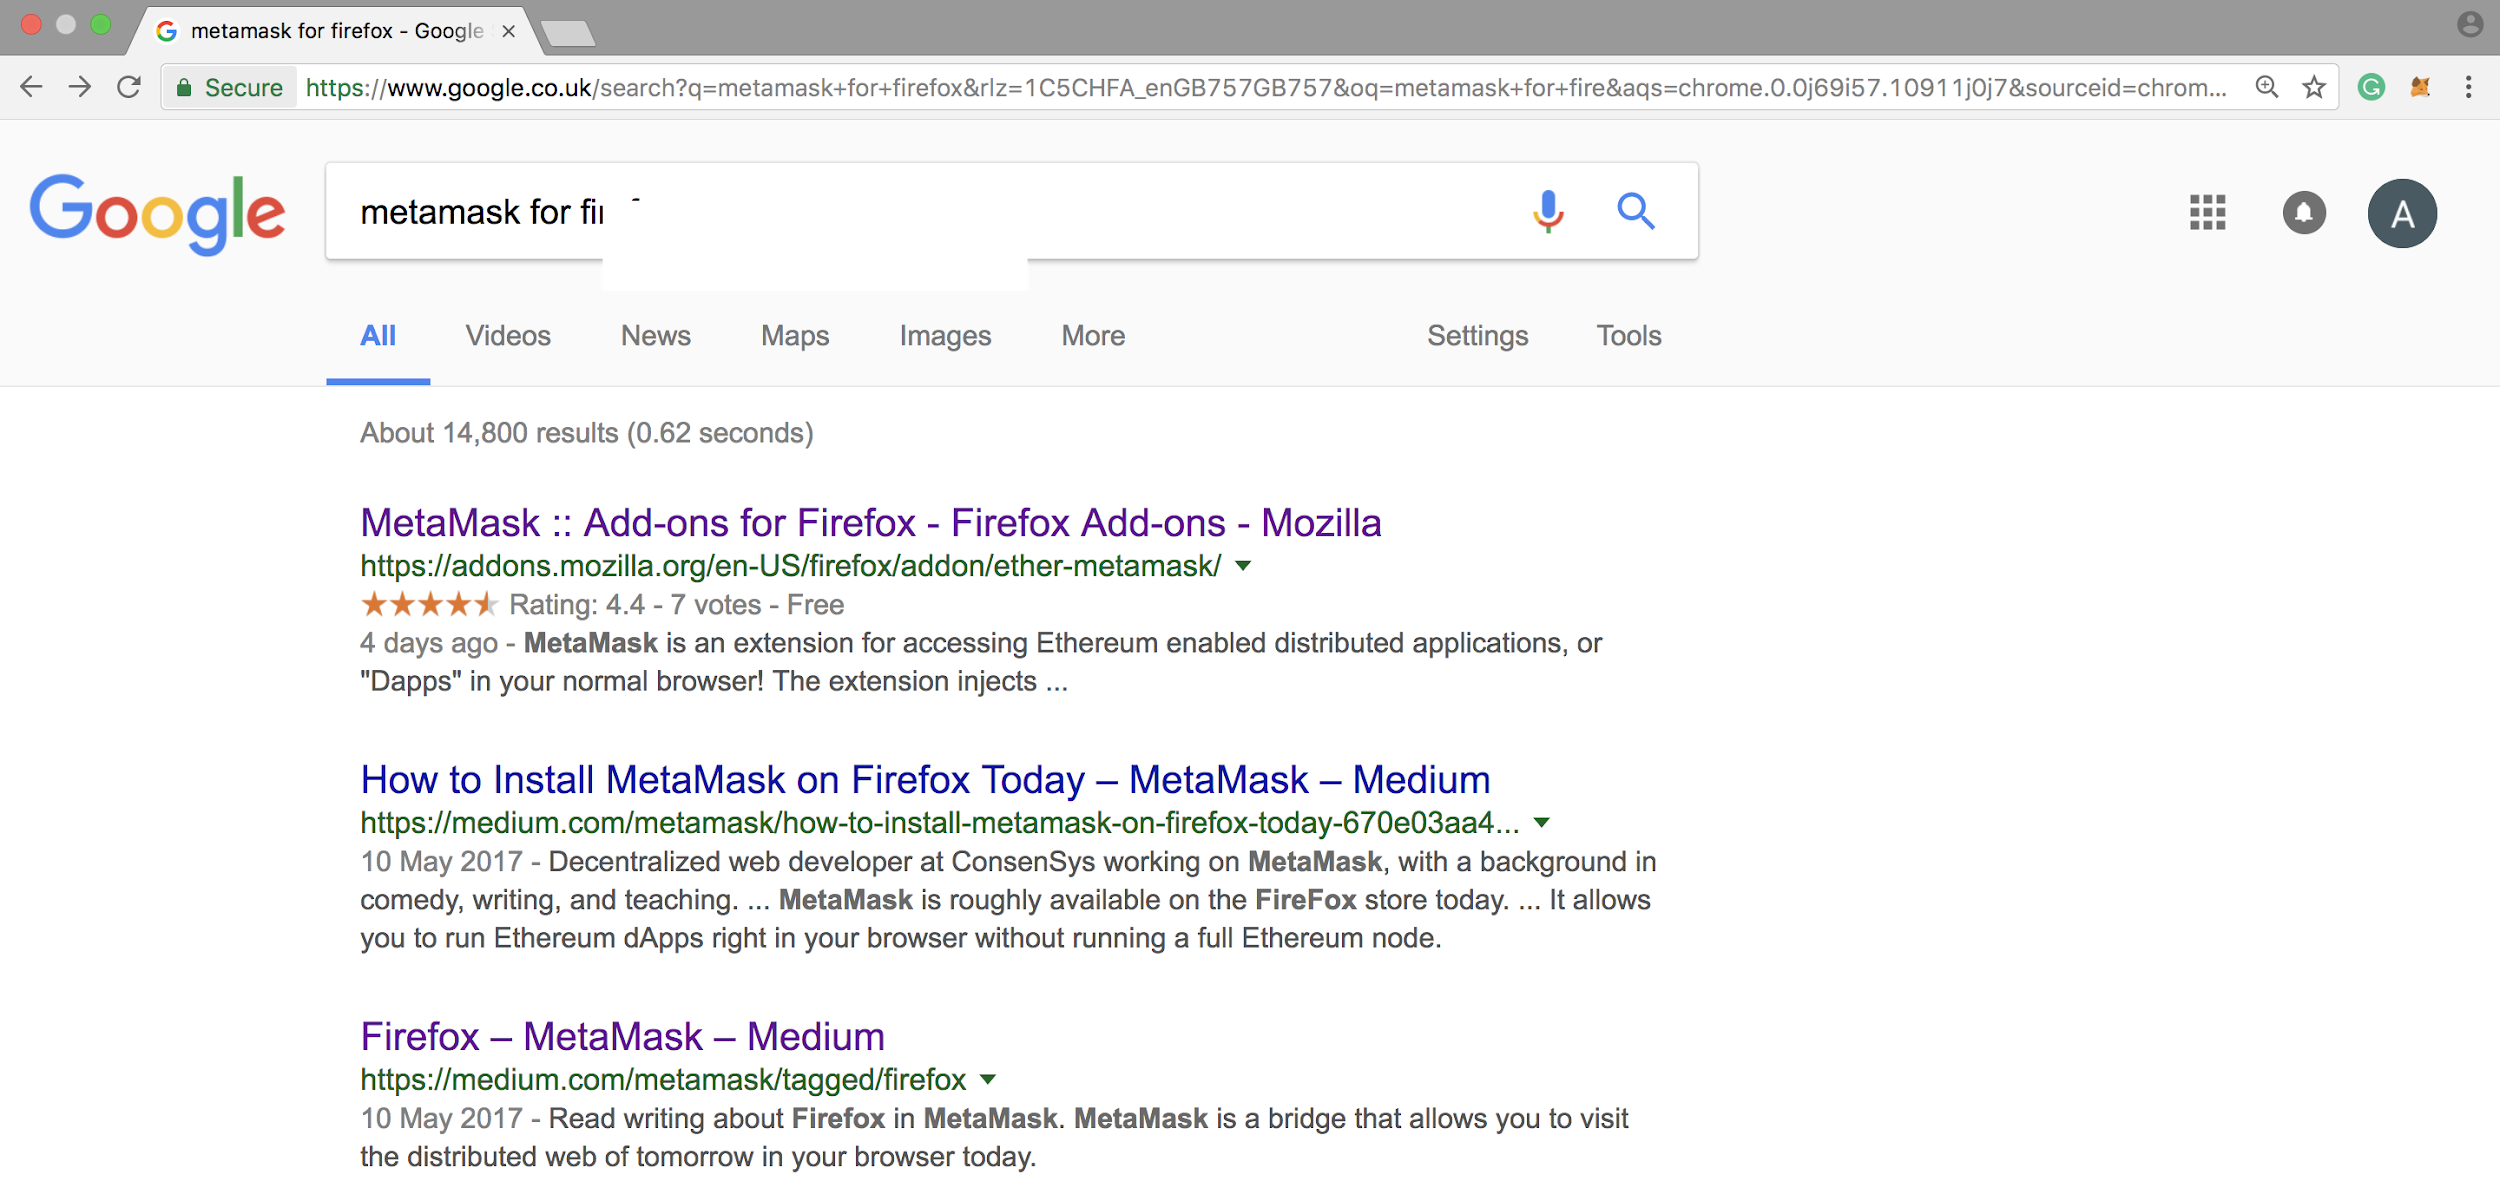 metamask for firefox - Google
Secure https://www.google.co.uk/search?q=metamask+for+firefox&rlz=1C5CHFA_enGB757GB757&oq=metamask+for+fire&aqs=chrome.0.0j69i57.10911j0j7&sourceid=chrom...
Google
metamask for
A
All Videos News Maps Images More Settings Tools
About 14,800 results (0.62 seconds)
MetaMask :: Add-ons for Firefox - Firefox Add-ons - Mozilla
https://addons.mozilla.org/en-US/firefox/addon/ether-metamask/
Rating: 4.4 - 7 votes - Free
4 days ago - MetaMask is an extension for accessing Ethereum enabled distributed applications, or
"Dapps" in your normal browser! The extension injects ...
How to Install MetaMask on Firefox Today – MetaMask – Medium
https://medium.com/metamask/how-to-install-metamask-on-firefox-today-670e03aa4...
10 May 2017 - Decentralized web developer at ConsenSys working on MetaMask, with a background in
comedy, writing, and teaching. ... MetaMask is roughly available on the FireFox store today. ... It allows
you to run Ethereum dApps right in your browser without running a full Ethereum node.
Firefox – MetaMask – Medium
https://medium.com/metamask/tagged/firefox
10 May 2017 - Read writing about Firefox in MetaMask. MetaMask is a bridge that allows you to visit
the distributed web of tomorrow in your browser today.